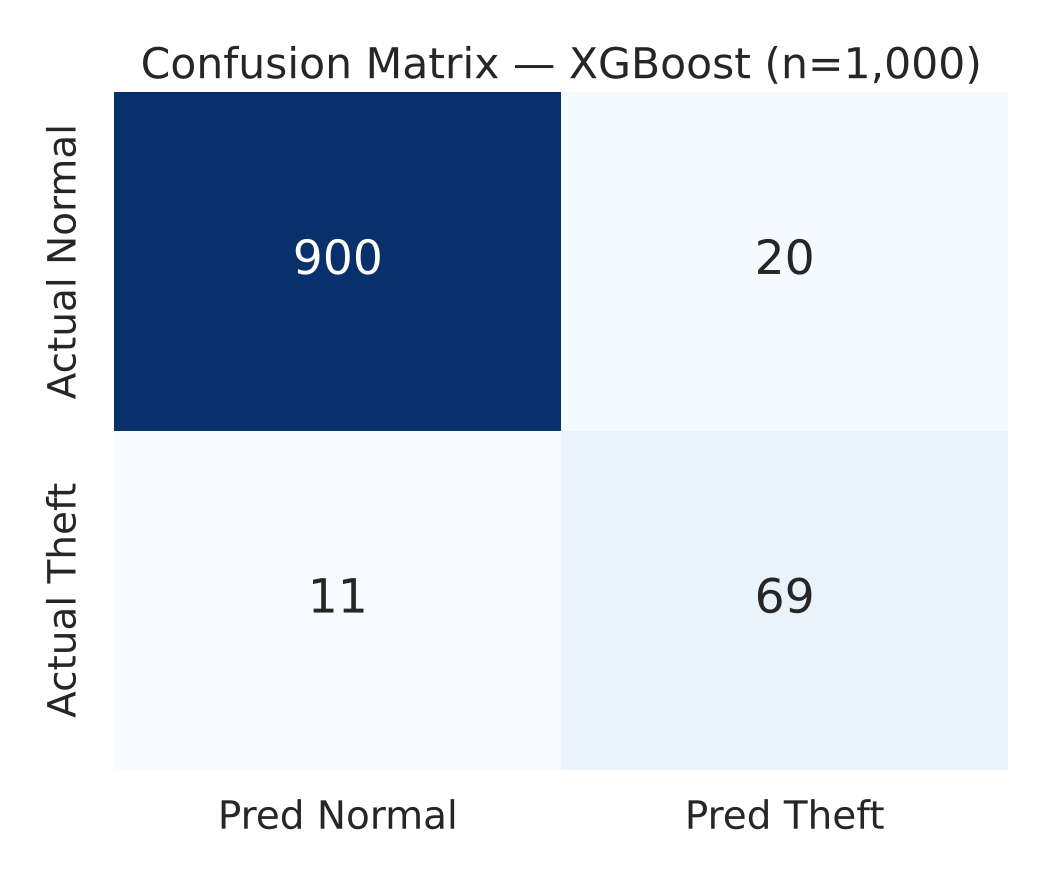 Confusion Matrix — XGBoost (n=1,000)
Actual Normal
900
20
Actual Theft
11
69
Pred Normal
Pred Theft